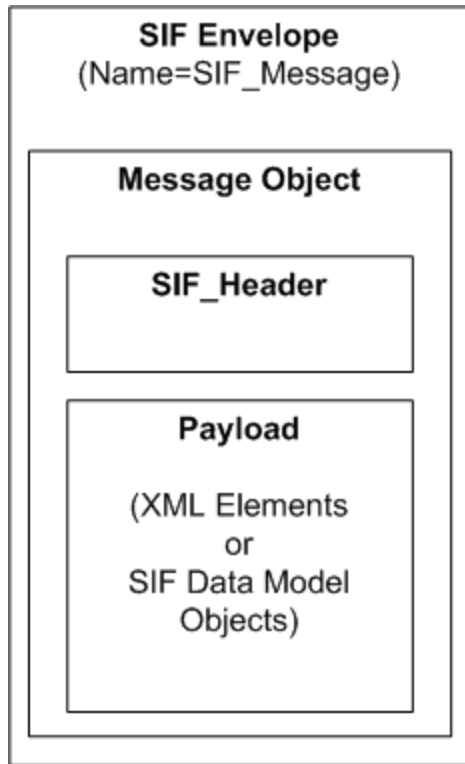 SIF Envelope
(Name=SIF_Message)
Message Object
SIF_Header
Payload
(XML Elements
or
SIF Data Model
Objects)